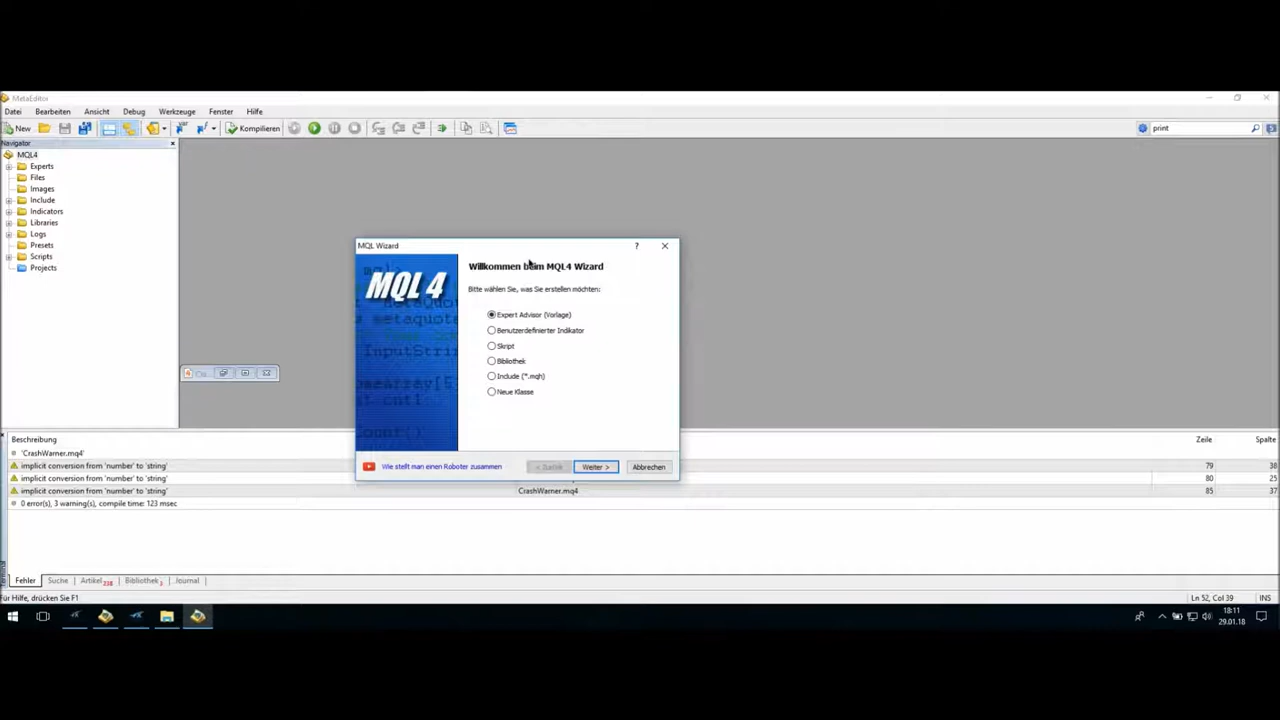 MetaEditor
Datei Bearbeiten Ansicht Debug Werkzeuge Fenster Hilfe
New Kompilieren print
Navigator
MQL4
Experts
Files
Images
Include
Indicators
Libraries
Logs
Presets
Scripts
Projects
MQL Wizard
MQL 4
Willkommen beim MQL4 Wizard
Bitte wählen Sie, was Sie erstellen möchten:
Expert Advisor (Vorlage)
Benutzerdefinierter Indikator
Skript
Bibliothek
Include (*.mqh)
Neue Klasse
Wie stellt man einen Roboter zusammen
< Zurück Weiter > Abbrechen
Beschreibung Zeile Spalte
'CrashWarner.mq4'
implicit conversion from 'number' to 'string' 79 38
implicit conversion from 'number' to 'string' 80 25
implicit conversion from 'number' to 'string' CrashWarner.mq4 85 37
0 error(s), 3 warning(s), compile time: 123 msec
Fehler Suche Artikel 238 Bibliothek Journal
Für Hilfe, drücken Sie F1 Ln 52, Col 39 INS
18:11
29.01.18